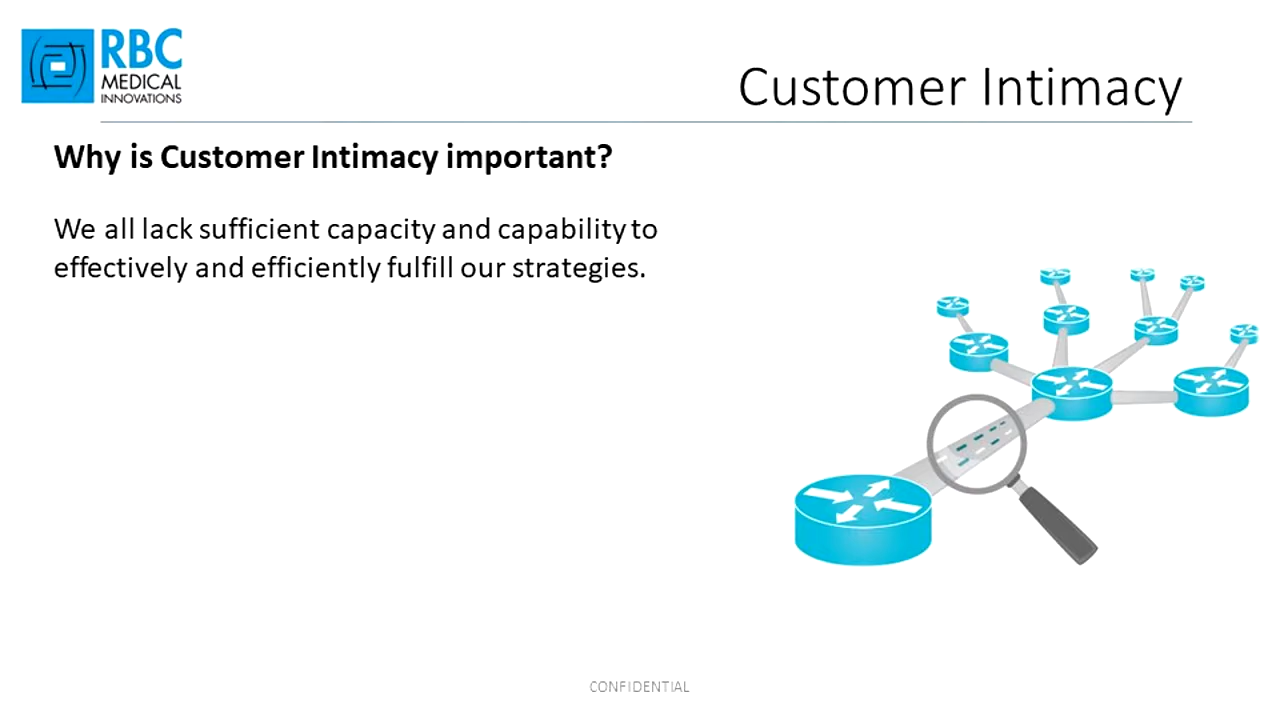 RBC
MEDICAL
INNOVATIONS
Customer Intimacy
Why is Customer Intimacy important?
We all lack sufficient capacity and capability to
effectively and efficiently fulfill our strategies.
CONFIDENTIAL